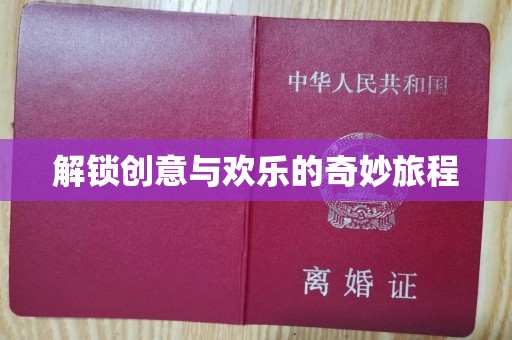 中华人民共和国
解锁创意与欢乐的奇妙旅程
离婚证